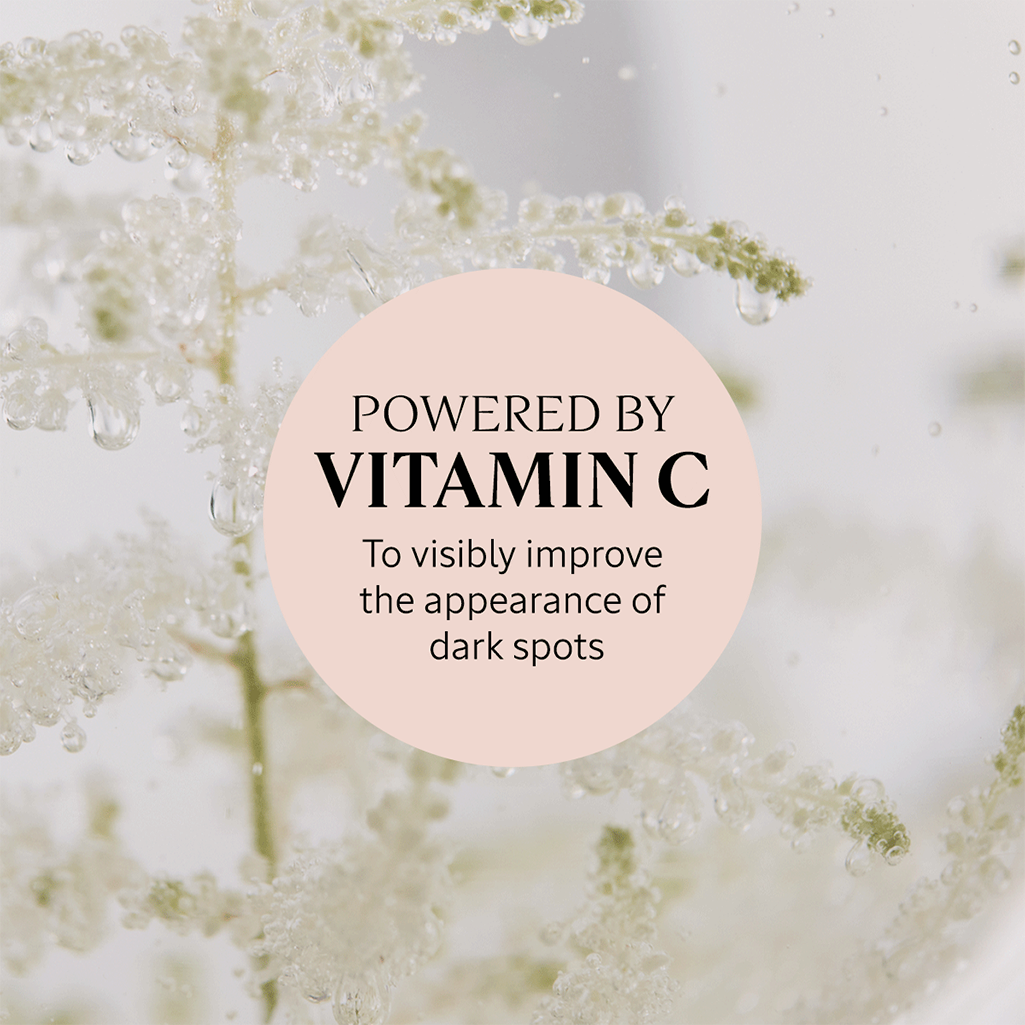 POWERED BY
VITAMIN C
To visibly improve
the appearance of
dark spots